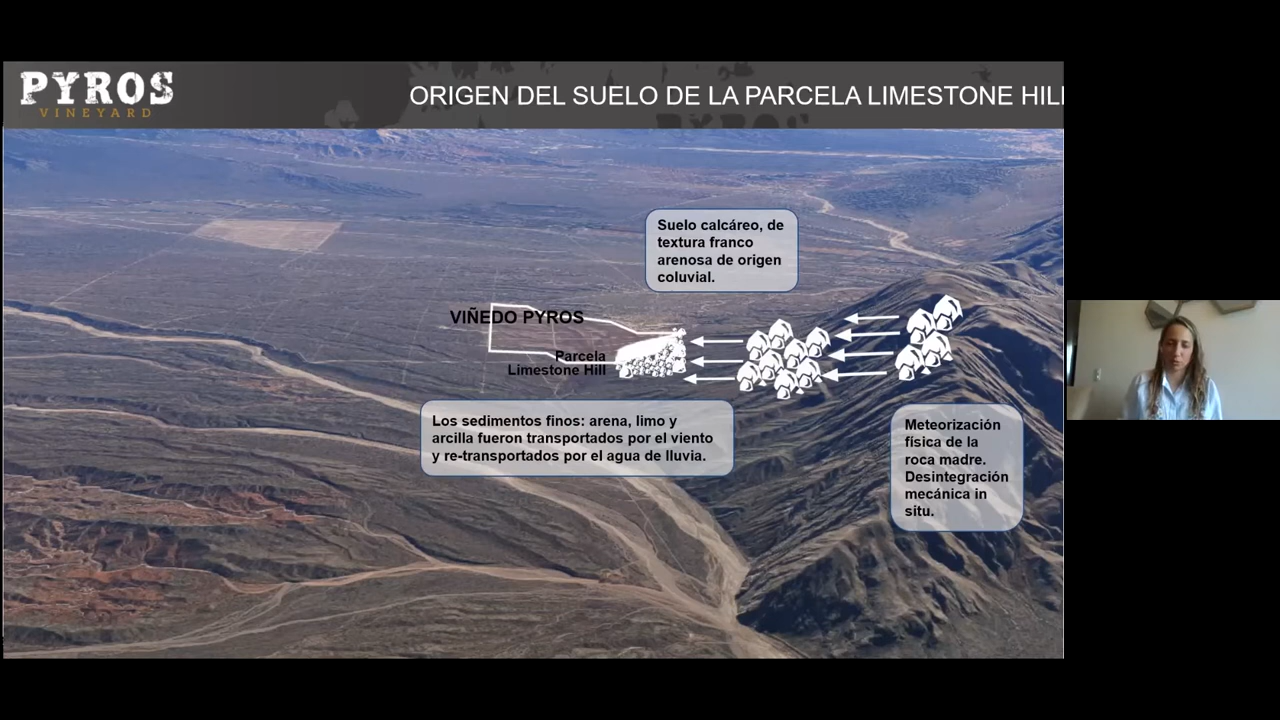 PYROS
VINEYARD
ORIGEN DEL SUELO DE LA PARCELA LIMESTONE HILL
Suelo calcáreo, de
textura franco
arenosa de origen
coluvial.
VIÑEDO PYROS
Parcela
Limestone Hill
Los sedimentos finos: arena, limo y
arcilla fueron transportados por el viento
y re-transportados por el agua de lluvia.
Meteorización
física de la
roca madre.
Desintegración
mecánica in
situ.